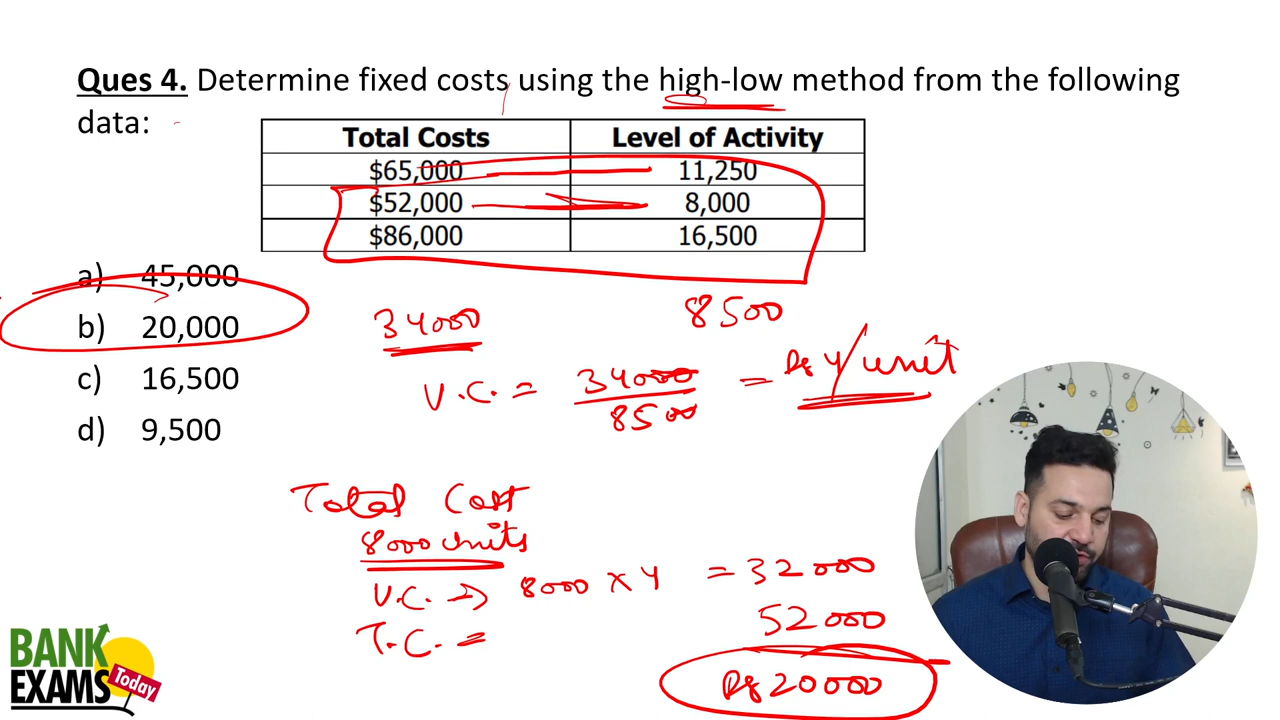 Ques 4. Determine fixed costs using the high-low method from the following
data:
Total Costs Level of Activity
$65,000 11,250
$52,000 8,000
$86,000 16,500
a) 45,000
b) 20,000
c) 16,500
d) 9,500
34000 8500
V.C. = 34000 / 8500 = Rs 4/unit
Total Cost
8000 units
V.C. => 8000 x 4 = 32000
T.C. = 52000
Rs 20000
BANK
EXAMS
Today